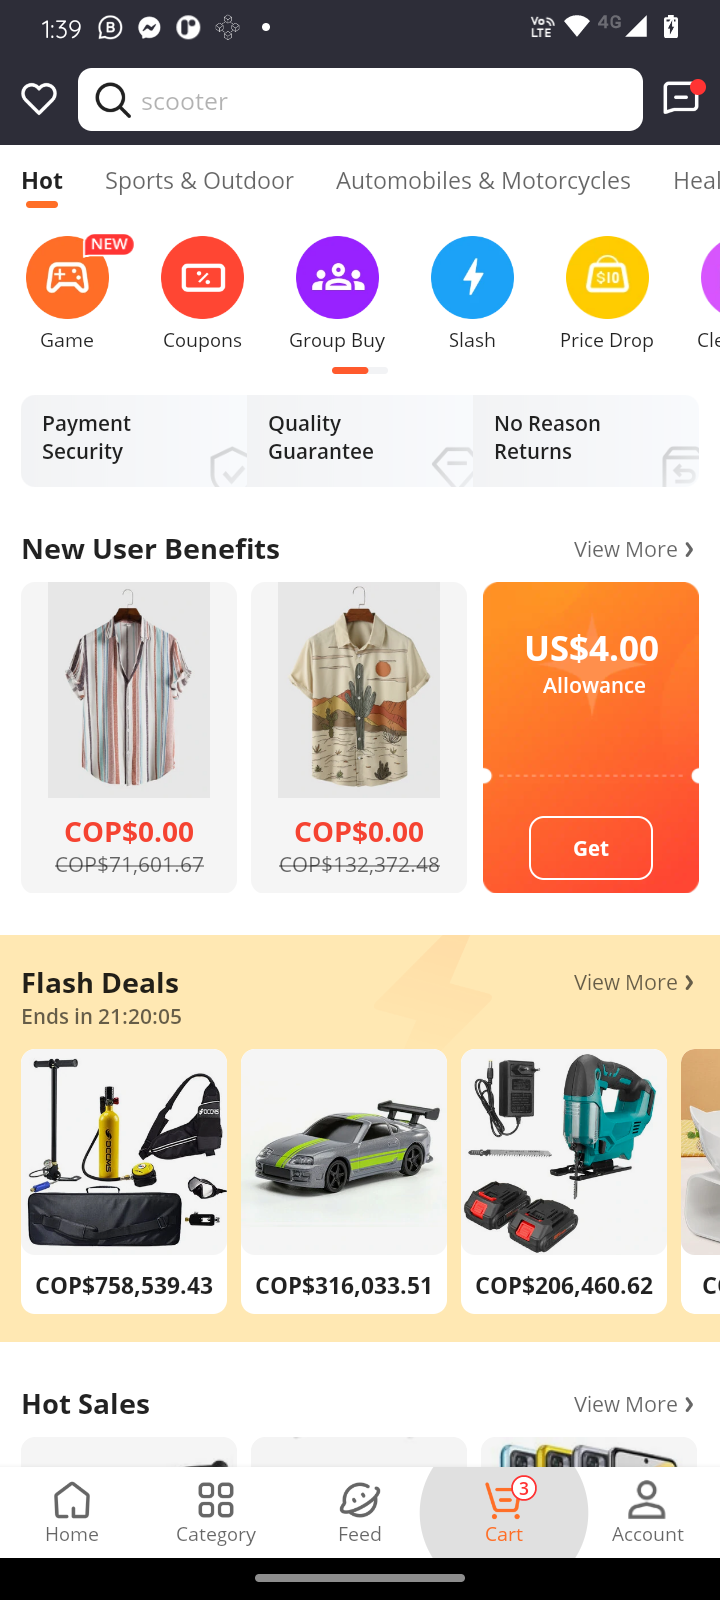 1:39
Vo LTE
4G
scooter
Hot
Sports & Outdoor
Automobiles & Motorcycles
Heal
NEW
$10
Game
Coupons
Group Buy
Slash
Price Drop
Cle
Payment
Security
Quality
Guarantee
No Reason
Returns
New User Benefits
View More
US$4.00
Allowance
COP$0.00
COP$71,601.67
COP$0.00
COP$132,372.48
Get
Flash Deals
View More
Ends in 21:20:05
COP$758,539.43
COP$316,033.51
COP$206,460.62
Hot Sales
View More
3
Home
Category
Feed
Cart
Account